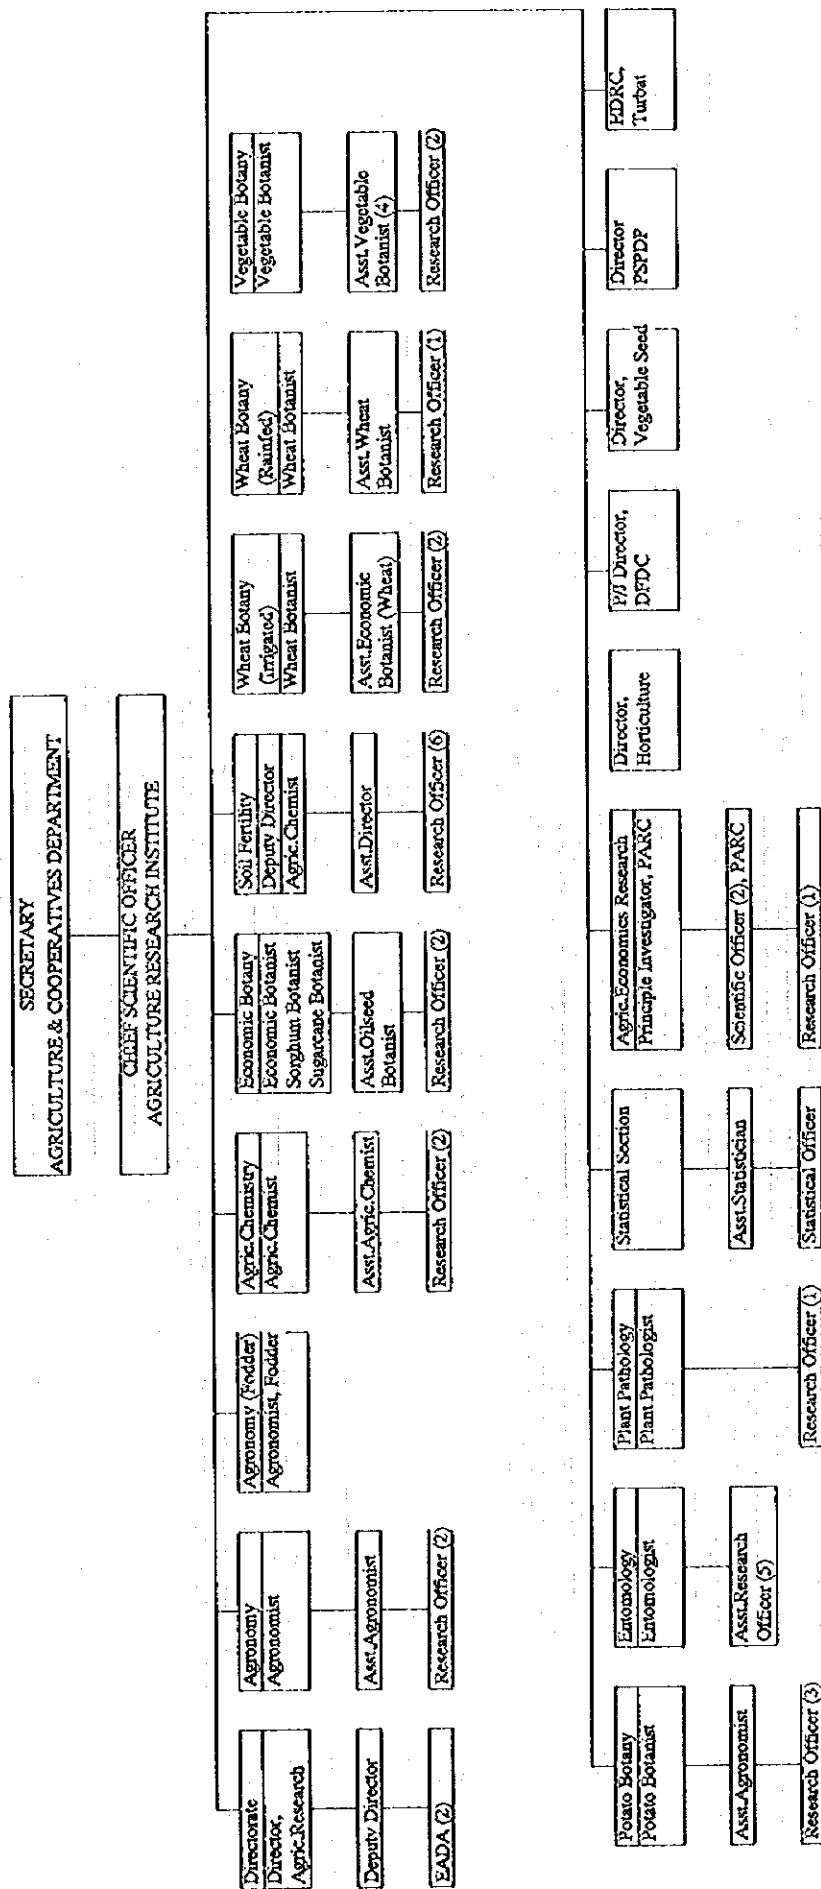 SECRETARY
AGRICULTURE & COOPERATIVES DEPARTMENT
CHIEF SCIENTIFIC OFFICER
AGRICULTURE RESEARCH INSTITUTE
Directorate
Director,
Agric.Research
Deputy Director
EADA (2)
Agronomy
Agronomist
Asst.Agronomist
Research Officer (2)
Agronomy (Fodder)
Agronomist, Fodder
Agric.Chemistry
Agric.Chemist
Asst.Agric.Chemist
Research Officer (2)
Economic Botany
Economic Botanist
Sorghum Botanist
Sugarcane Botanist
Asst.Oilseed
Botanist
Research Officer (2)
Soil Fertility
Deputy Director
Agric.Chemist
Asst.Director
Research Officer (6)
Wheat Botany
(Irrigated)
Wheat Botanist
Asst.Economic
Botanist (Wheat)
Research Officer (2)
Wheat Botany
(Rainfed)
Wheat Botanist
Asst.Wheat
Botanist
Research Officer (1)
Vegetable Botany
Vegetable Botanist
Asst.Vegetable
Botanist (4)
Research Officer (2)
Potato Botany
Potato Botanist
Asst.Agronomist
Research Officer (3)
Entomology
Entomologist
Asst.Research
Officer (5)
Plant Pathology
Plant Pathologist
Research Officer (1)
Statistical Section
Asst.Statistician
Statistical Officer
Agric.Economics Research
Principle Investigator, PARC
Scientific Officer (2), PARC
Research Officer (1)
Director,
Horticulture
P/I Director,
DFDC
Director,
Vegetable Seed
Director
PSPDP
Turbat